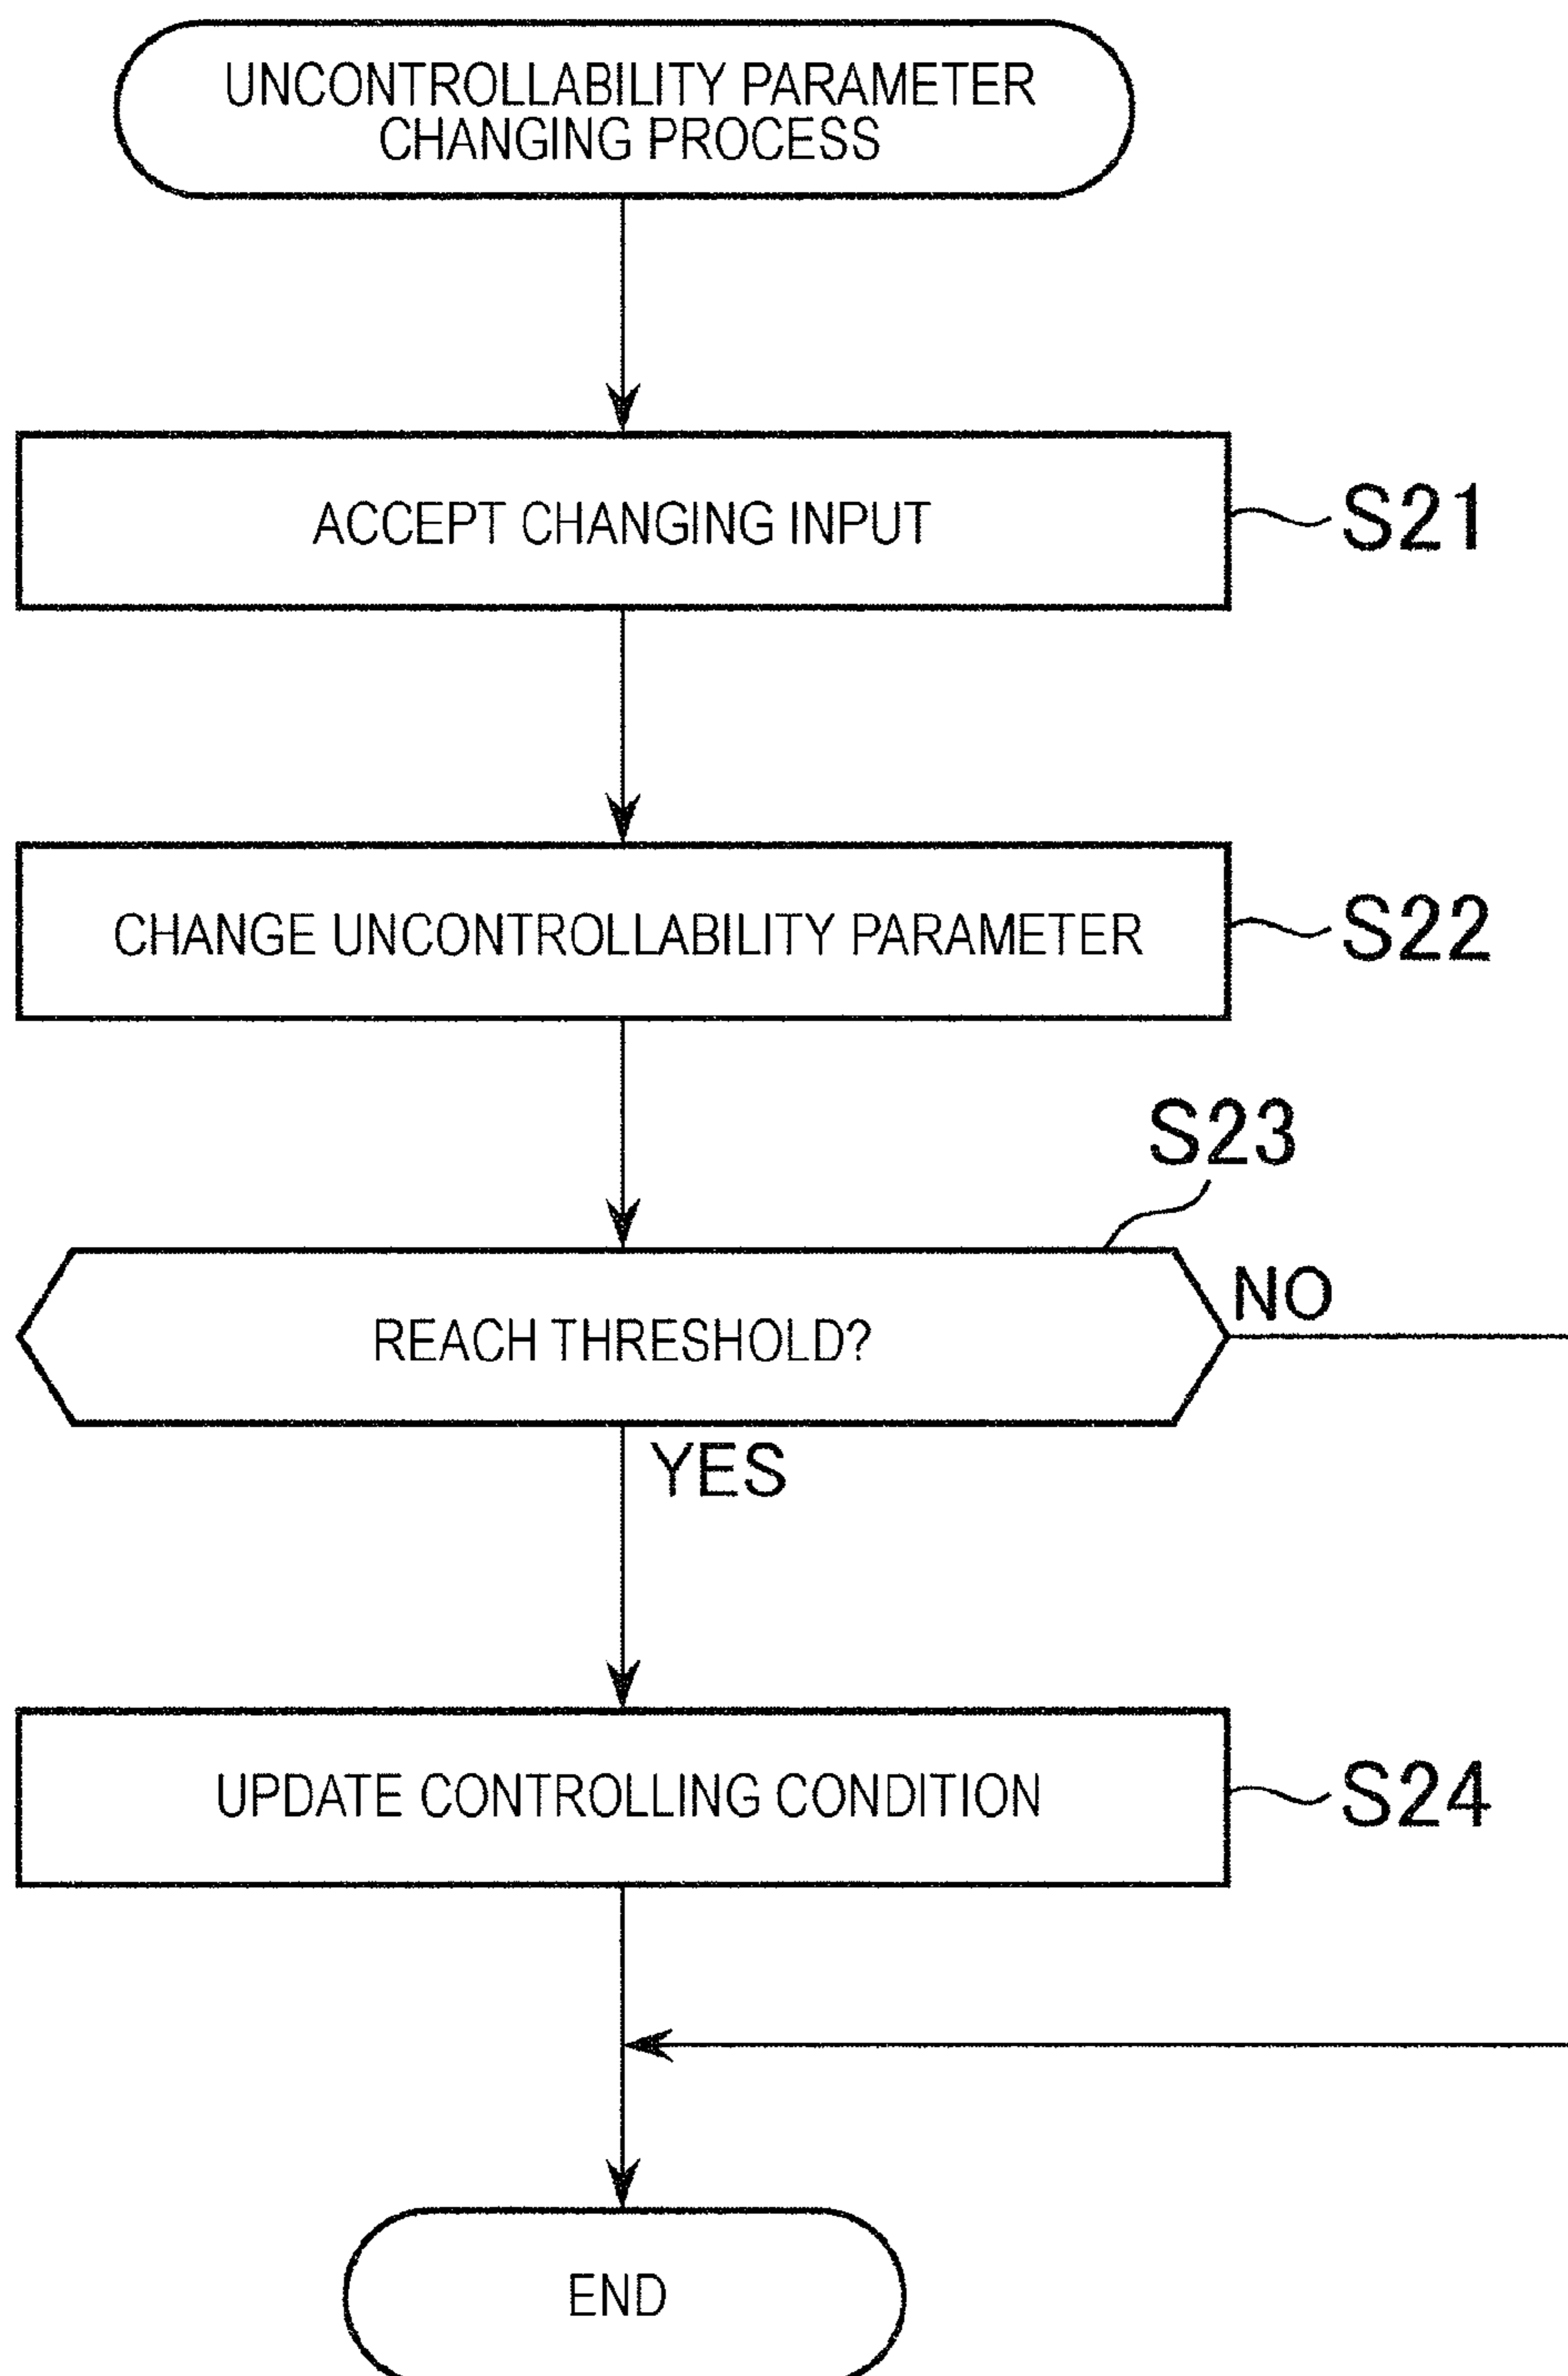 UNCONTROLLABILITY PARAMETER
CHANGING PROCESS
ACCEPT CHANGING INPUT
S21
CHANGE UNCONTROLLABILITY PARAMETER
S22
S23
REACH THRESHOLD?
NO
YES
UPDATE CONTROLLING CONDITION
S24
END